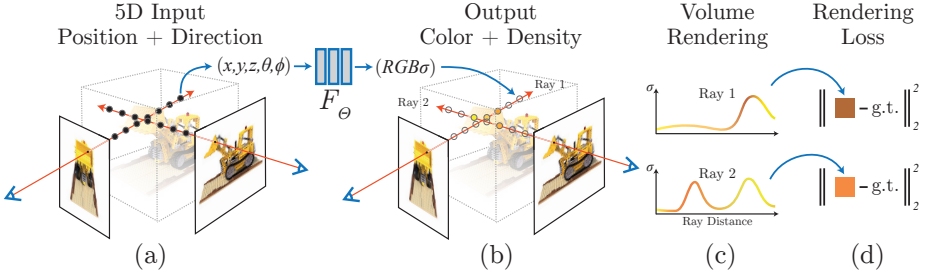 5D Input
Position + Direction
Output
Color + Density
Volume
Rendering
Rendering
Loss
(x,y,z,θ,ϕ)
F_Θ
(RGBσ)
Ray 1
Ray 2
σ
Ray 1
‖ - g.t. ‖₂²
σ
Ray 2
Ray Distance
‖ - g.t. ‖₂²
(a)
(b)
(c)
(d)